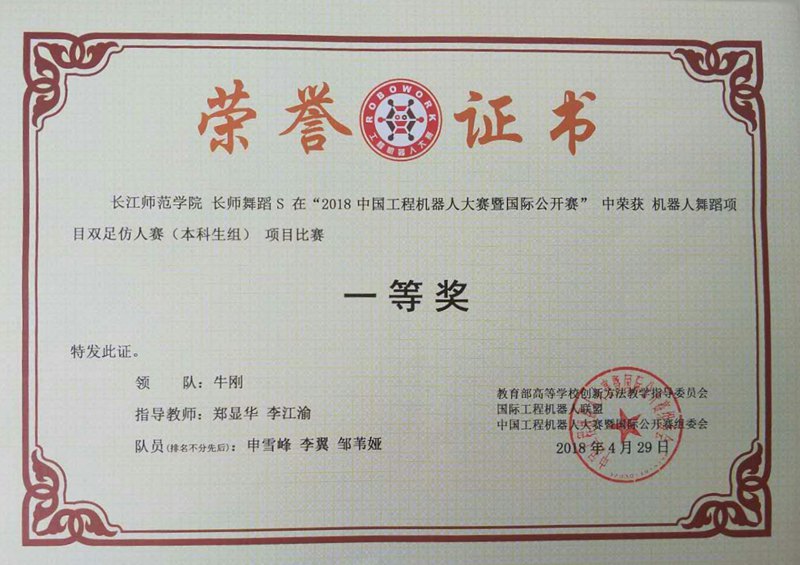 荣誉证书
ROBOWORK
工程机器人大赛
长江师范学院 长师舞蹈S 在“2018中国工程机器人大赛暨国际公开赛” 中荣获 机器人舞蹈项
目双足仿人赛（本科生组） 项目比赛
一等奖
特发此证。
领 队：牛刚
指导教师：郑显华 李江渝
队员(排名不分先后)：申雪峰 李翼 邹苇娅
教育部高等学校创新方法教学指导委员会
国际工程机器人联盟
中国工程机器人大赛暨国际公开赛组委会
2018年4月29日